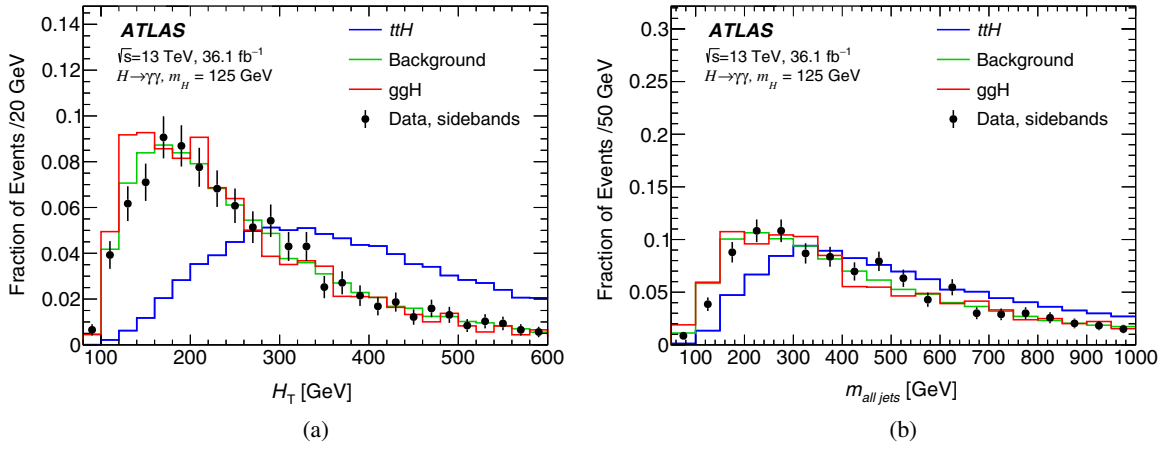 ATLAS
√s=13 TeV, 36.1 fb⁻¹
H→γγ, m_H = 125 GeV
ttH
Background
ggH
Data, sidebands
Fraction of Events /20 GeV
0.14
0.12
0.1
0.08
0.06
0.04
0.02
0
100 200 300 400 500 600
H_T [GeV]
(a)
ATLAS
√s=13 TeV, 36.1 fb⁻¹
H→γγ, m_H = 125 GeV
ttH
Background
ggH
Data, sidebands
Fraction of Events /50 GeV
0.3
0.25
0.2
0.15
0.1
0.05
0
100 200 300 400 500 600 700 800 900 1000
m_all jets [GeV]
(b)